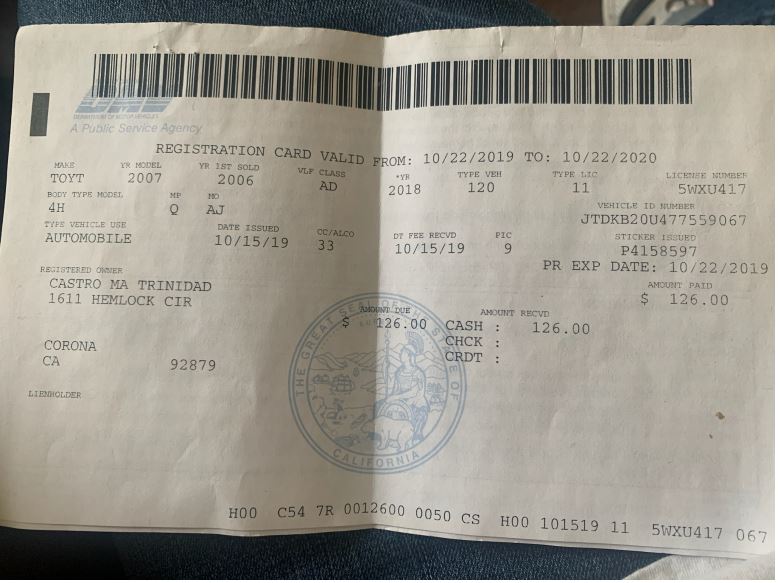 DMV
DEPARTMENT OF MOTOR VEHICLES
A Public Service Agency
REGISTRATION CARD VALID FROM: 10/22/2019 TO: 10/22/2020
MAKE YR MODEL YR 1ST SOLD VLF CLASS *YR TYPE VEH TYPE LIC LICENSE NUMBER
TOYT 2007 2006 AD 2018 120 11 5WXU417
BODY TYPE MODEL MP MO VEHICLE ID NUMBER
4H Q AJ JTDKB20U477559067
TYPE VEHICLE USE DATE ISSUED CC/ALCO DT FEE RECVD PIC STICKER ISSUED
AUTOMOBILE 10/15/19 33 10/15/19 9 P4158597
PR EXP DATE: 10/22/2019
REGISTERED OWNER AMOUNT PAID
CASTRO MA TRINIDAD $ 126.00
1611 HEMLOCK CIR
AMOUNT DUE AMOUNT RECVD
$ 126.00 CASH : 126.00
CHCK :
CRDT :
CORONA
CA 92879
LIENHOLDER
THE GREAT SEAL OF THE STATE OF CALIFORNIA
H00 C54 7R 0012600 0050 CS H00 101519 11 5WXU417 067